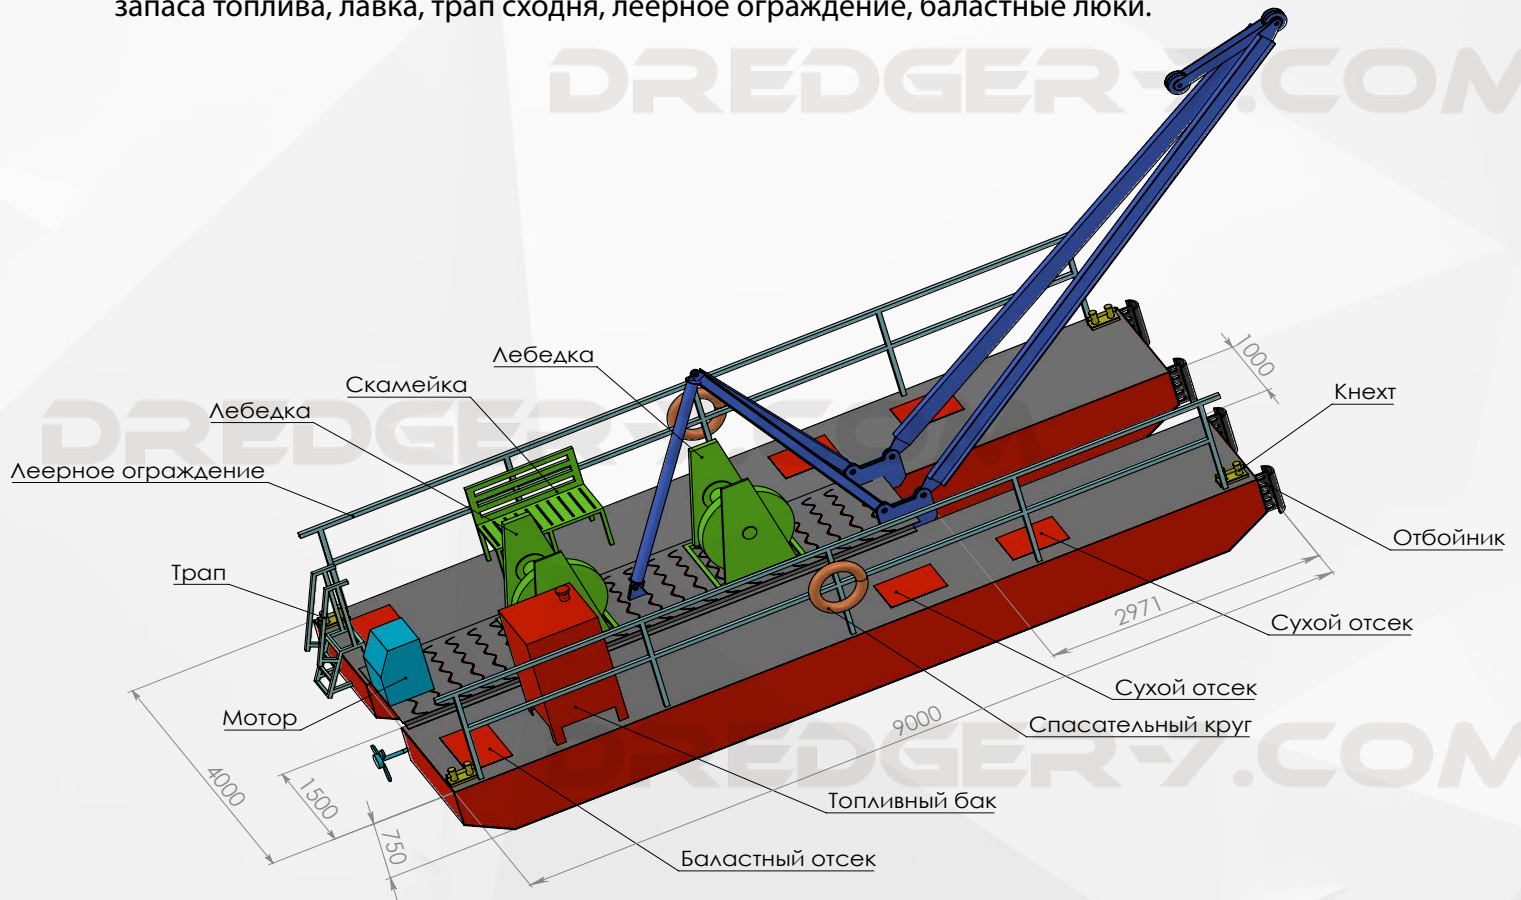 запаса топлива, лавка, трап сходня, леерное ограждение, баластные люки.
DREDGER-Y.COM
Лебедка
1000
Скамейка
Кнехт
Лебедка
DREDGER-Y.COM
Леерное ограждение
Отбойник
Трап
2971
Сухой отсек
Сухой отсек
Мотор
9000
Спасательный круг
DREDGER-Y.COM
4000
1500
Топливный бак
750
Баластный отсек